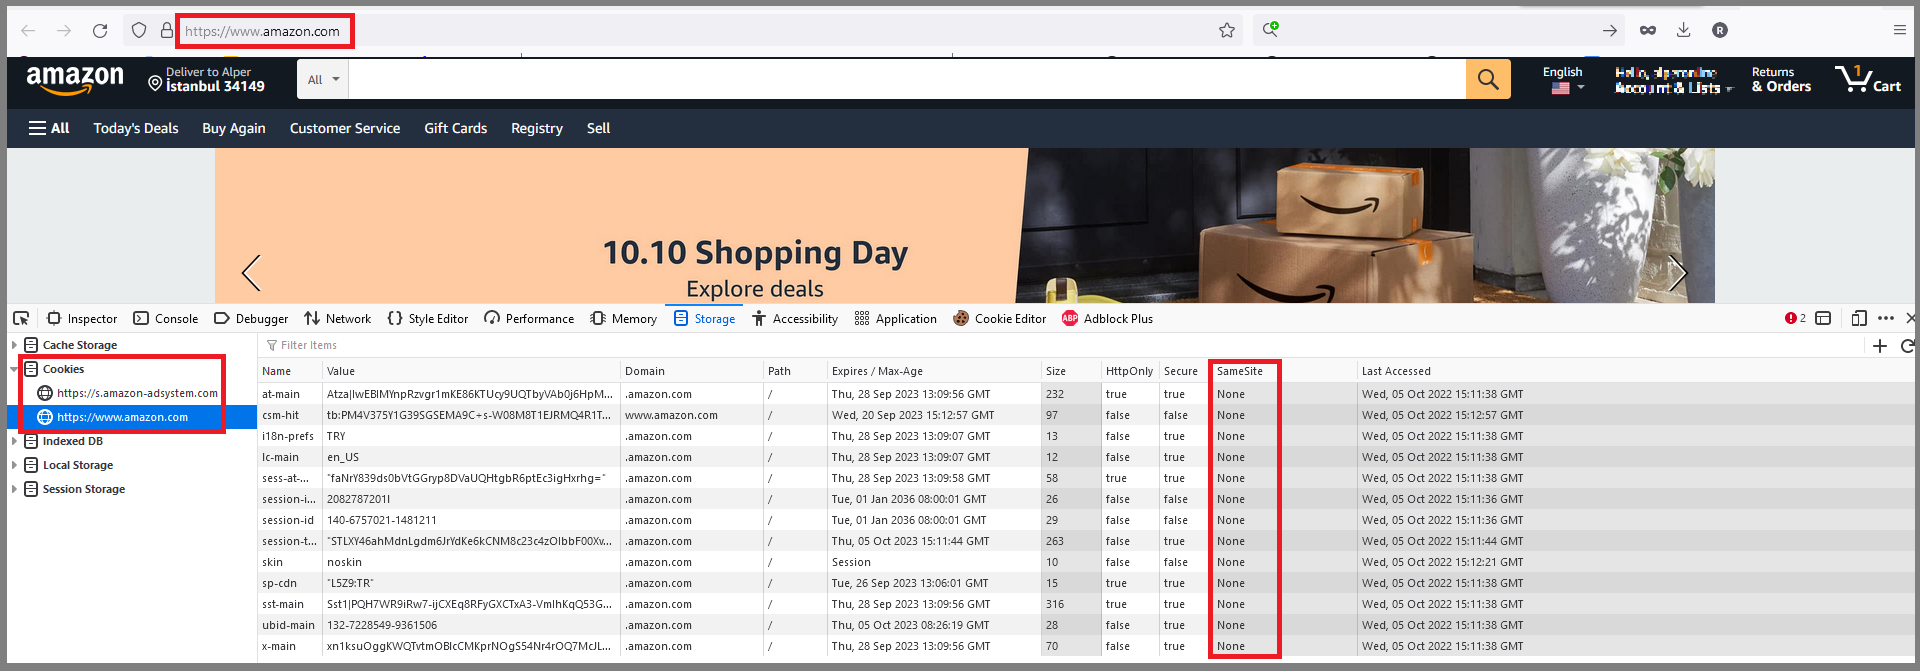 https://www.amazon.com
R
amazon
Deliver to Alper
İstanbul 34149
All
English
Account & Lists
Returns
& Orders
1
Cart
All Today's Deals Buy Again Customer Service Gift Cards Registry Sell
10.10 Shopping Day
Explore deals
Inspector Console Debugger Network Style Editor Performance Memory Storage Accessibility Application Cookie Editor ABP Adblock Plus 2
Cache Storage
Cookies
https://s.amazon-adsystem.com
https://www.amazon.com
Indexed DB
Local Storage
Session Storage
Filter Items
Name Value Domain Path Expires / Max-Age Size HttpOnly Secure SameSite Last Accessed
at-main Atza|IwEBIMYnpRzvgr1mKE86KTUcy9UQTbyVAb0j6HpM... .amazon.com / Thu, 28 Sep 2023 13:09:56 GMT 232 true true None Wed, 05 Oct 2022 15:11:38 GMT
csm-hit tb:PM4V375Y1G39SGSEMA9C+s-W08M8T1EJRMQ4R1T... www.amazon.com / Wed, 20 Sep 2023 15:12:57 GMT 97 false false None Wed, 05 Oct 2022 15:12:57 GMT
i18n-prefs TRY .amazon.com / Thu, 28 Sep 2023 13:09:07 GMT 13 false true None Wed, 05 Oct 2022 15:11:38 GMT
lc-main en_US .amazon.com / Thu, 28 Sep 2023 13:09:07 GMT 12 false true None Wed, 05 Oct 2022 15:11:38 GMT
sess-at-... "faNrY839ds0bVtGGryp8DVaUQHtgbR6ptEc3igHxrhg=" .amazon.com / Thu, 28 Sep 2023 13:09:58 GMT 58 true true None Wed, 05 Oct 2022 15:11:38 GMT
session-i... 2082787201l .amazon.com / Tue, 01 Jan 2036 08:00:01 GMT 26 false false None Wed, 05 Oct 2022 15:11:36 GMT
session-id 140-6757021-1481211 .amazon.com / Tue, 01 Jan 2036 08:00:01 GMT 29 false false None Wed, 05 Oct 2022 15:11:36 GMT
session-t... "STLXY46ahMdnLgdm6JrYdKe6kCNM8c23c4zOIbbF00Xv... .amazon.com / Thu, 05 Oct 2023 15:11:44 GMT 263 false true None Wed, 05 Oct 2022 15:11:44 GMT
skin noskin .amazon.com / Session 10 false false None Wed, 05 Oct 2022 15:12:21 GMT
sp-cdn "L5Z9:TR" .amazon.com / Tue, 26 Sep 2023 13:06:01 GMT 15 true true None Wed, 05 Oct 2022 15:11:38 GMT
sst-main Sst1|PQH7WR9iRw7-ijCXEq8RFyGXCTxA3-VmIhKqQ53G... .amazon.com / Thu, 28 Sep 2023 13:09:56 GMT 316 true true None Wed, 05 Oct 2022 15:11:38 GMT
ubid-main 132-7228549-9361506 .amazon.com / Thu, 05 Oct 2023 08:26:19 GMT 28 false true None Wed, 05 Oct 2022 15:11:38 GMT
x-main xn1ksuOggKWQTvtmOBlcCMKprNOgS54Nr4rOQ7McJL... .amazon.com / Thu, 28 Sep 2023 13:09:56 GMT 70 false true None Wed, 05 Oct 2022 15:11:38 GMT